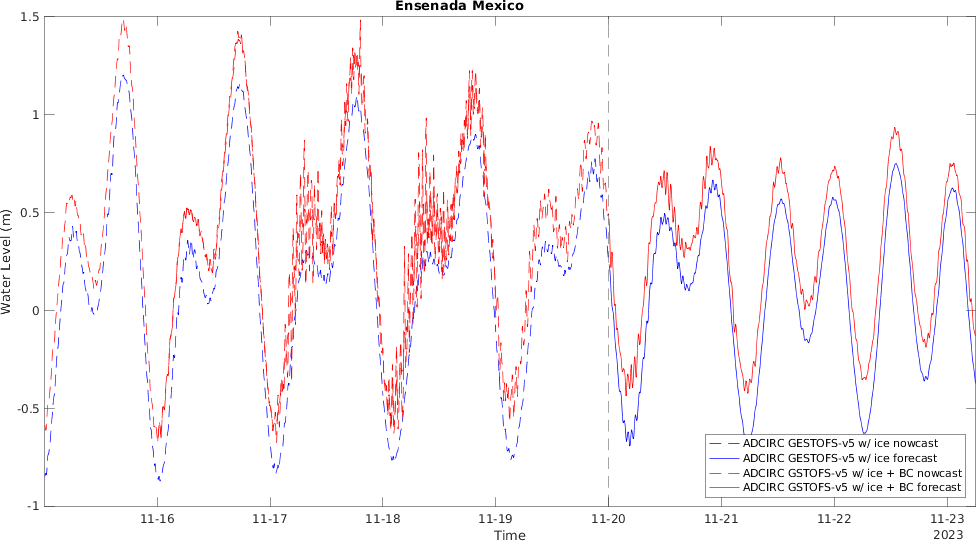 Ensenada Mexico
1.5
1
0.5
0
-0.5
-1
Water Level (m)
11-16 11-17 11-18 11-19 11-20 11-21 11-22 11-23
Time
2023
ADCIRC GESTOFS-v5 w/ ice nowcast
ADCIRC GESTOFS-v5 w/ ice forecast
ADCIRC GSTOFS-v5 w/ ice + BC nowcast
ADCIRC GSTOFS-v5 w/ ice + BC forecast